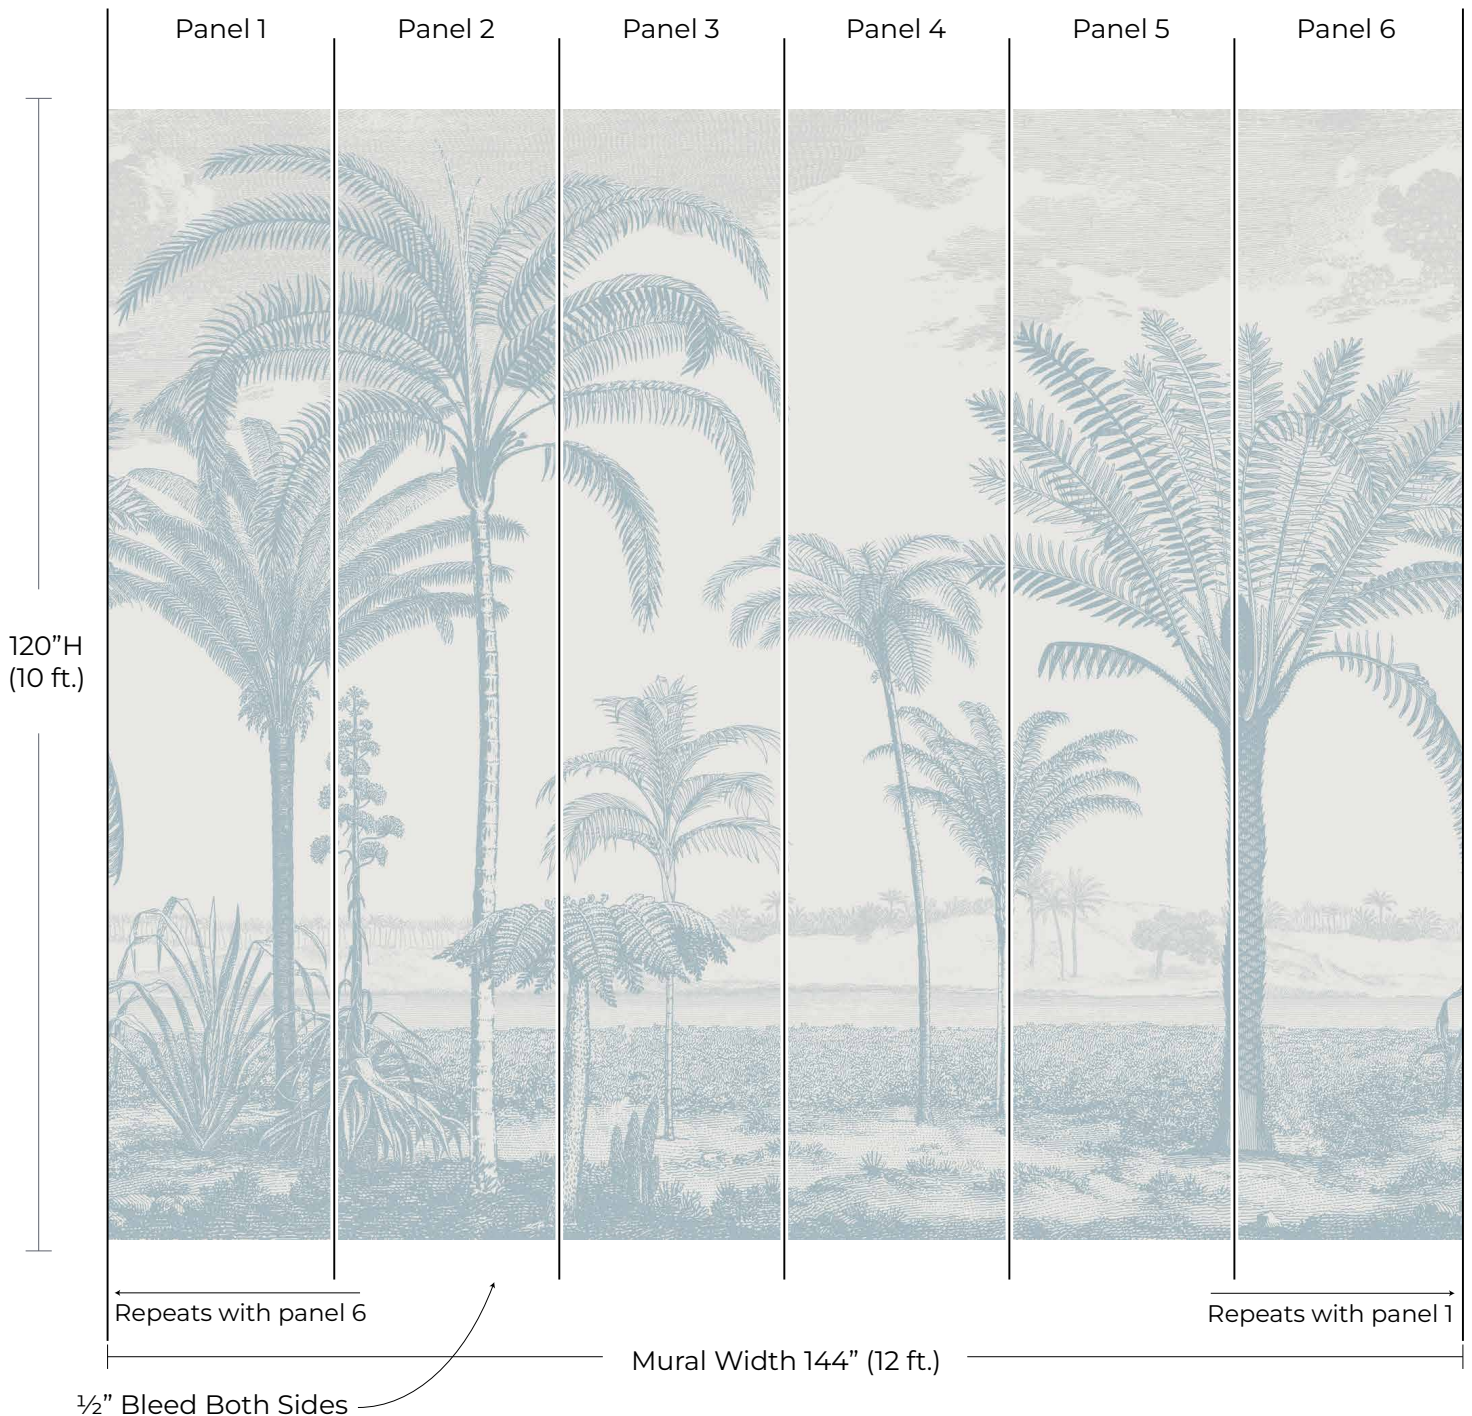 Panel 1
Panel 2
Panel 3
Panel 4
Panel 5
Panel 6
120”H
(10 ft.)
Repeats with panel 6
Repeats with panel 1
Mural Width 144” (12 ft.)
½” Bleed Both Sides